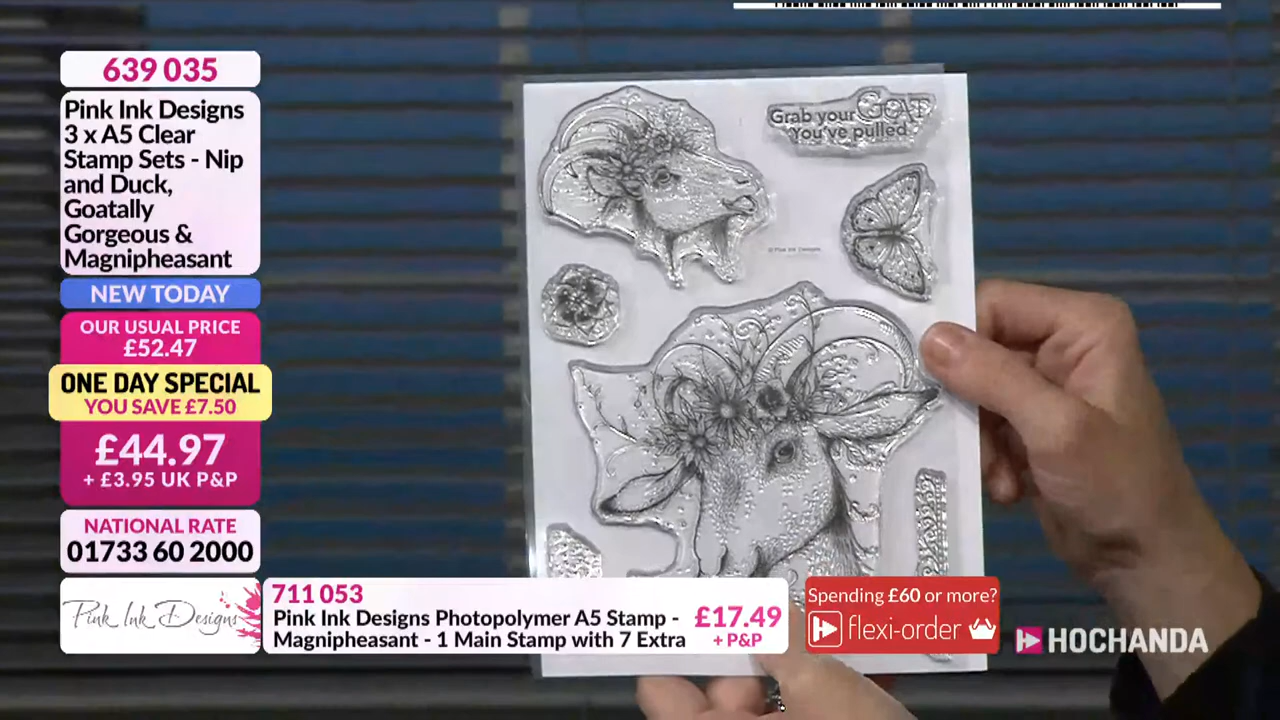 639 035
Pink Ink Designs
3 x A5 Clear
Stamp Sets - Nip
and Duck,
Goatally
Gorgeous &
Magnipheasant
NEW TODAY
OUR USUAL PRICE
£52.47
ONE DAY SPECIAL
YOU SAVE £7.50
£44.97
+ £3.95 UK P&P
NATIONAL RATE
01733 60 2000
Pink Ink Designs
711 053
Pink Ink Designs Photopolymer A5 Stamp -
Magnipheasant - 1 Main Stamp with 7 Extra
£17.49
+ P&P
Spending £60 or more?
flexi-order
HOCHANDA
Grab your GOAT
You've pulled
© Pink Ink Designs